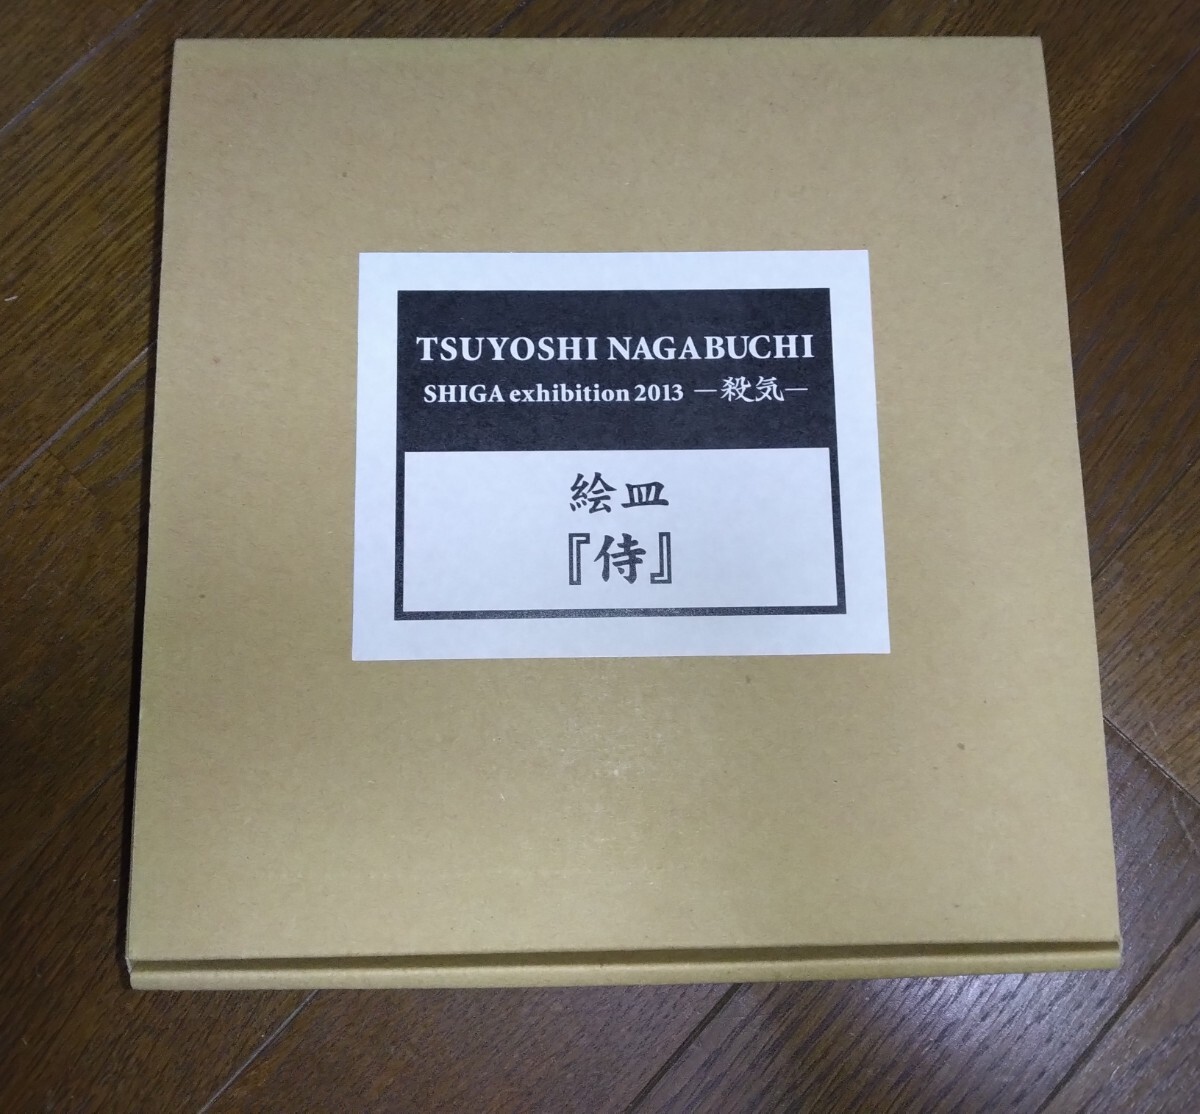 TSUYOSHI NAGABUCHI
SHIGA exhibition 2013 —殺気—
絵皿
『侍』